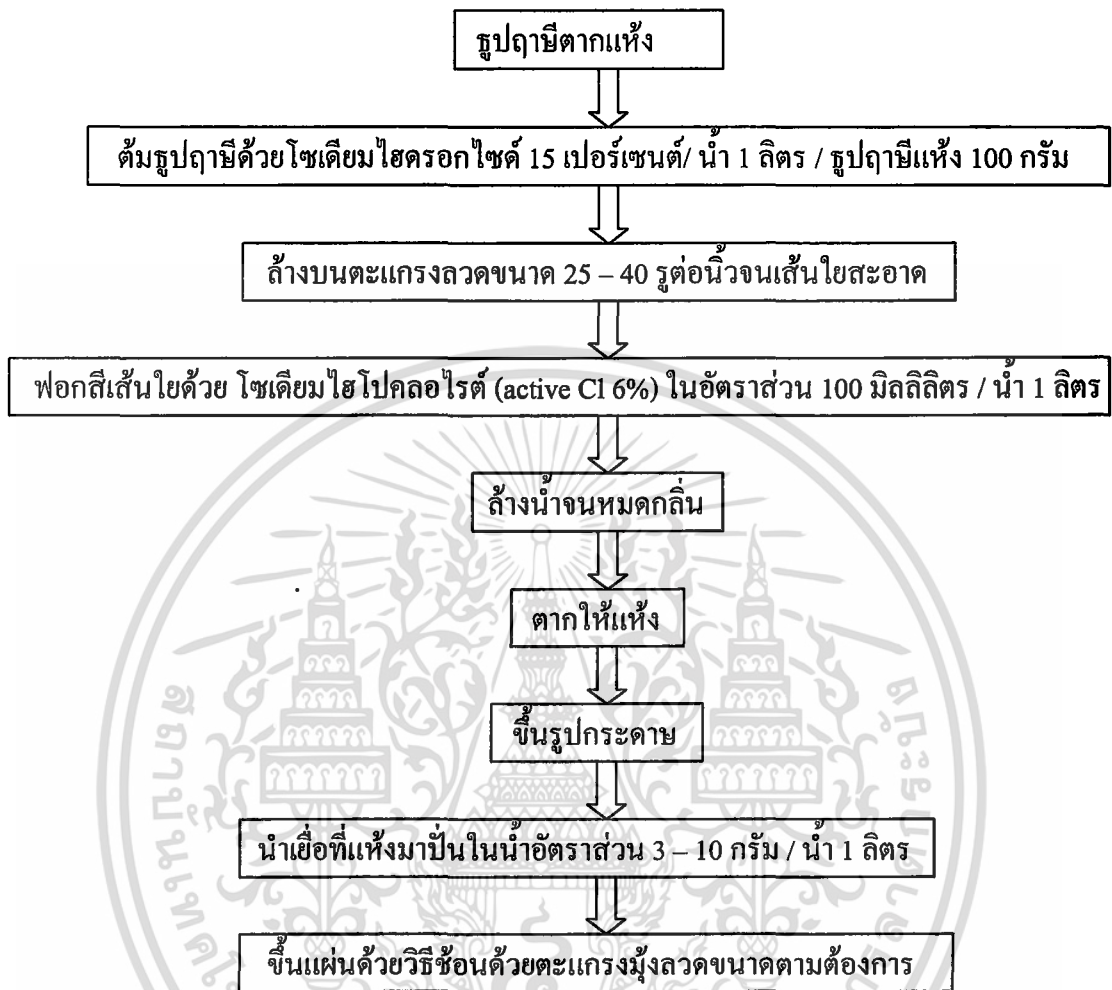 ธูปฤาษีตากแห้ง
ต้มธูปฤาษีด้วยโซเดียมไฮดรอกไซด์ 15 เปอร์เซนต์/ น้ำ 1 ลิตร / ธูปฤาษีแห้ง 100 กรัม
ล้างบนตะแกรงลวดขนาด 25 – 40 รูต่อนิ้วจนเส้นใยสะอาด
ฟอกสีเส้นใยด้วย โซเดียมไฮโปคลอไรต์ (active Cl 6%) ในอัตราส่วน 100 มิลลิลิตร / น้ำ 1 ลิตร
ล้างน้ำจนหมดกลิ่น
ตากให้แห้ง
ขึ้นรูปกระดาษ
นำเยื่อที่แห้งมาปั่นในน้ำอัตราส่วน 3 – 10 กรัม / น้ำ 1 ลิตร
ขึ้นแผ่นด้วยวิธีช้อนด้วยตะแกรงมุ้งลวดขนาดตามต้องการ